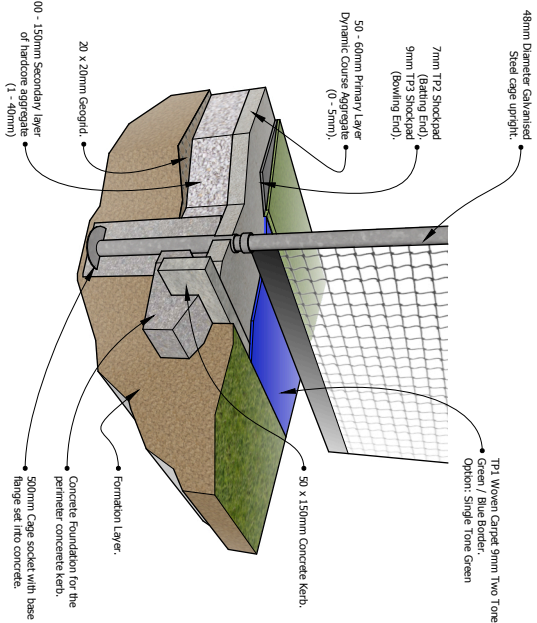 48mm Diameter Galvanised
Steel cage upright.
7mm TP2 Shockpad
(Batting End).
9mm TP3 Shockpad
(Bowling End).
50 - 60mm Primary Layer
Dynamic Course Aggregate
(0 - 5mm).
20 x 20mm Geogrid.
00 - 150mm Secondary layer
of hardcore aggregate
(1 - 40mm)
TP1 Woven Carpet 9mm Two Tone
Green / Blue Border.
Option: Single Tone Green
50 x 150mm Concrete Kerb.
Formation Layer.
Concrete Foundation for the
perimeter concerete kerb.
500mm Cage socket with base
flange set into concrete.